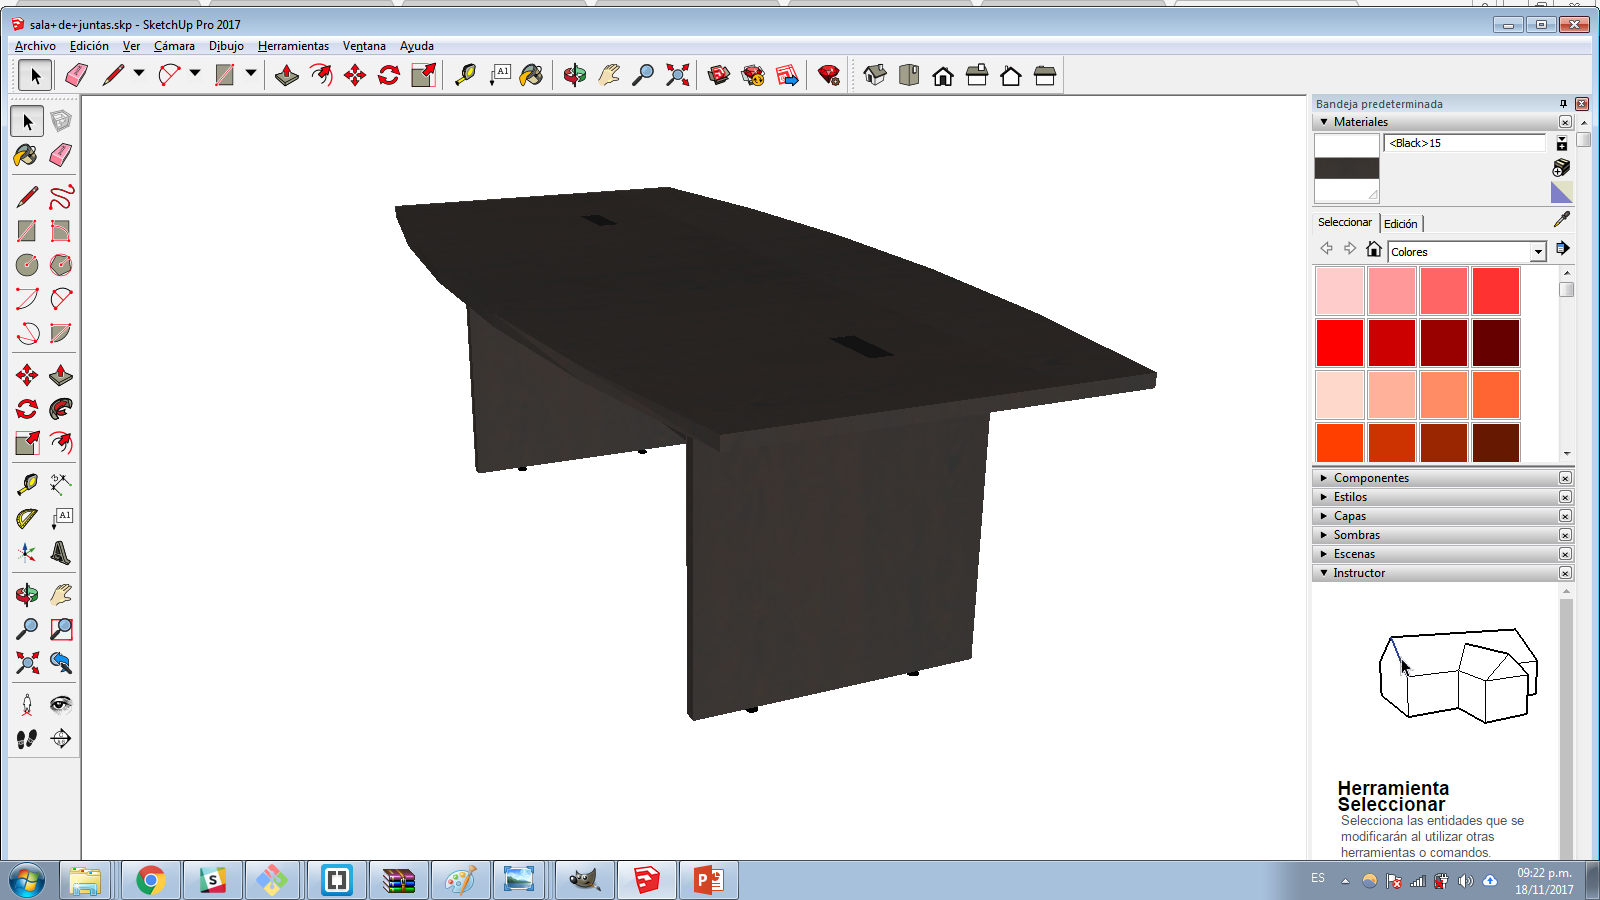 sala+de+juntas.skp - SketchUp Pro 2017
Archivo Edición Ver Cámara Dibujo Herramientas Ventana Ayuda
A1
Bandeja predeterminada
Materiales
<Black>15
Seleccionar Edición
Colores
A1
Componentes
Estilos
Capas
Sombras
Escenas
Instructor
Herramienta
Seleccionar
Selecciona las entidades que se
modificarán al utilizar otras
herramientas o comandos.
ES
09:22 p.m.
18/11/2017